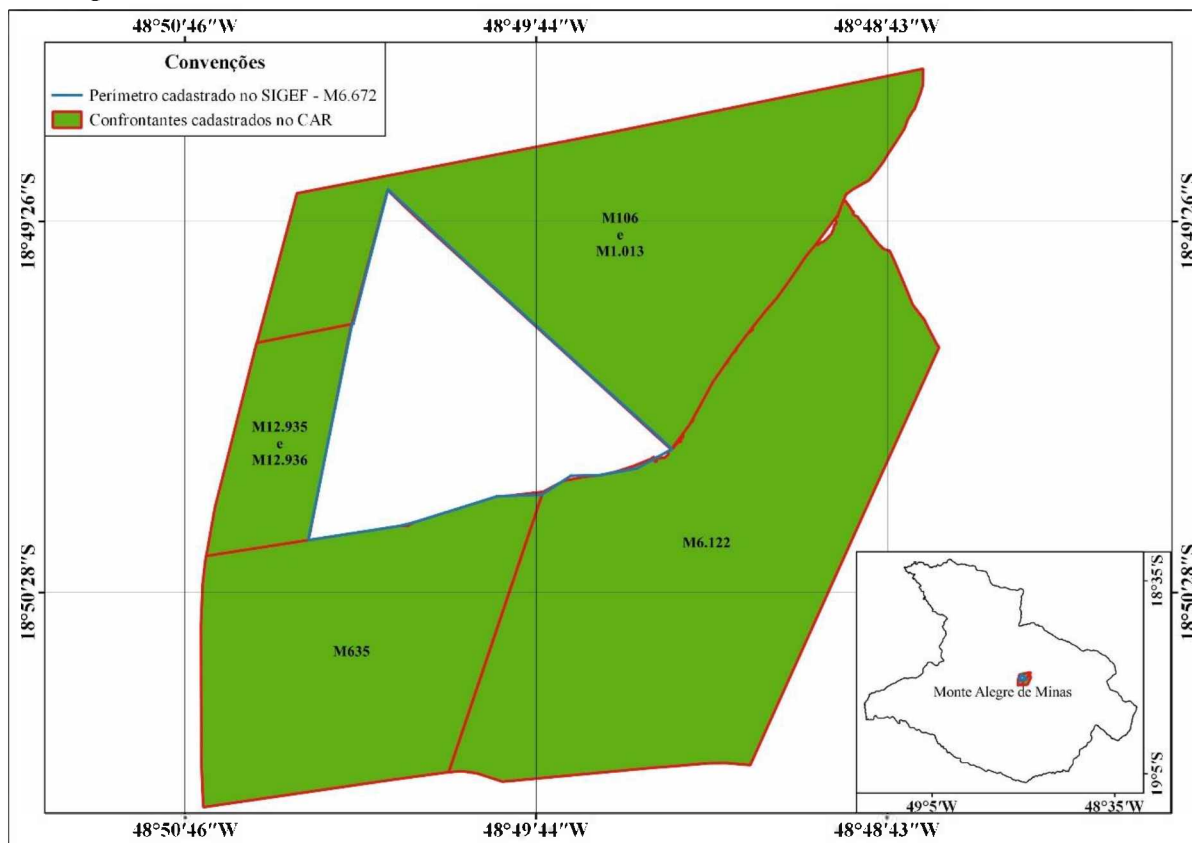 48°50'46"W
48°49'44"W
48°48'43"W
Convenções
Perímetro cadastrado no SIGEF - M6.672
Confrontantes cadastrados no CAR
18°49'26"S
18°49'26"S
M106
e
M1.013
M12.935
e
M12.936
M6.122
18°50'28"S
18°50'28"S
M635
18°35'S
Monte Alegre de Minas
19°5'S
49°5'W
48°35'W
48°50'46"W
48°49'44"W
48°48'43"W